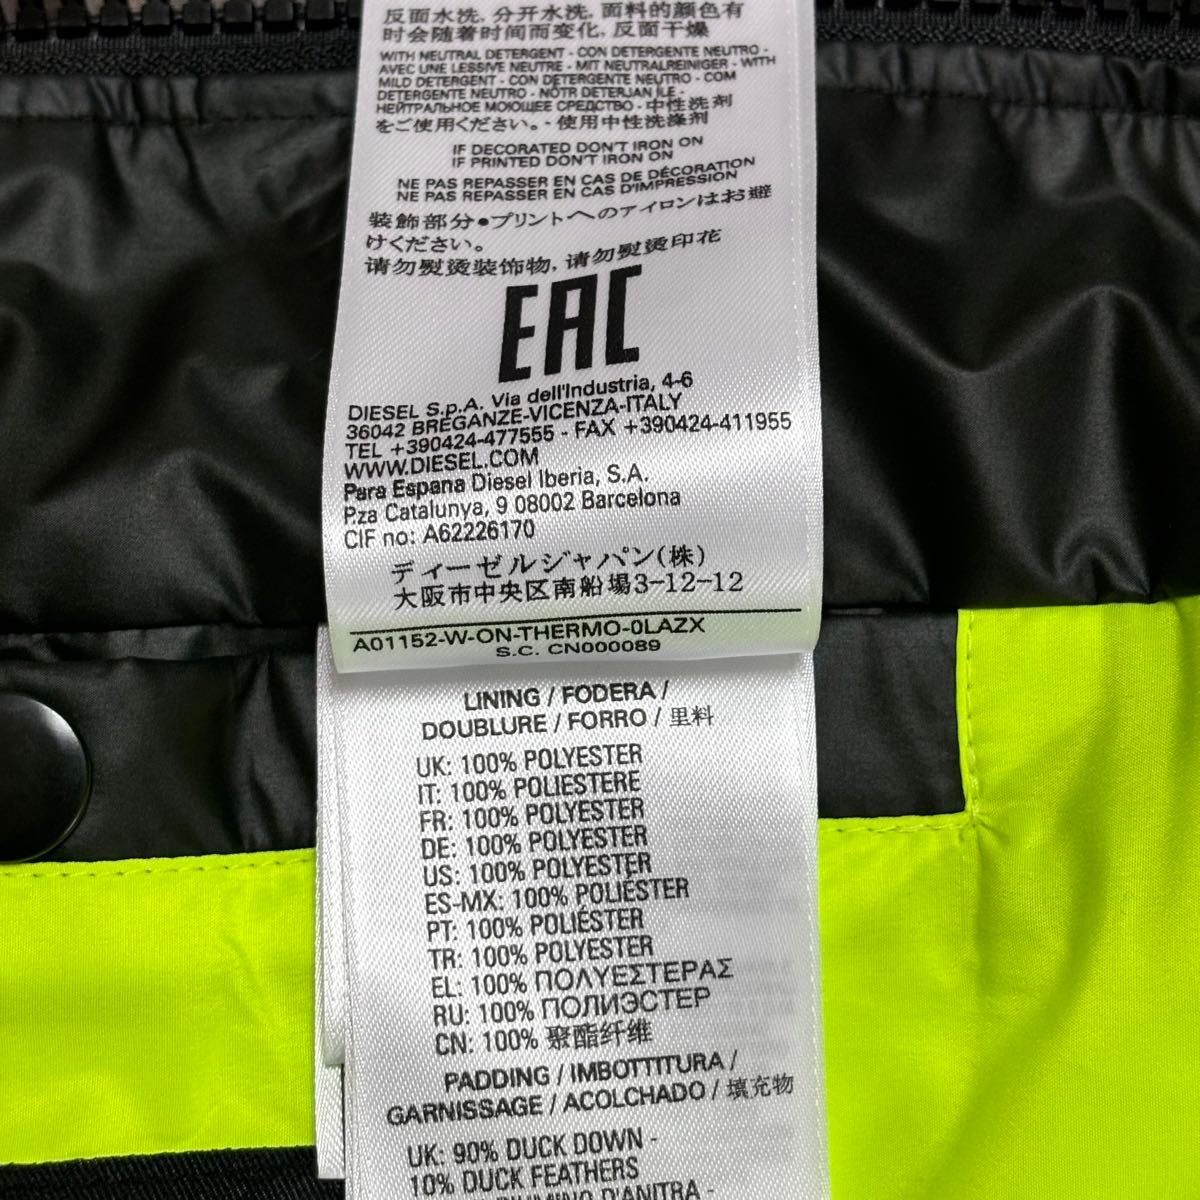 反面水洗，分开水洗，面料的颜色有
时会随着时间而变化，反面干燥
WITH NEUTRAL DETERGENT - CON DETERGENTE NEUTRO -
AVEC UNE LESSIVE NEUTRE - MIT NEUTRALREINIGER - WITH
MILD DETERGENT - CON DETERGENTE NEUTRO - COM
DETERGENTE NEUTRO - NÖTR DETERJAN İLE -
НЕЙТРАЛЬНОЕ МОЮЩЕЕ СРЕДСТВО - 中性洗剤
をご使用ください。- 使用中性洗涤剂
IF DECORATED DON'T IRON ON
IF PRINTED DON'T IRON ON
NE PAS REPASSER EN CAS DE DÉCORATION
NE PAS REPASSER EN CAS D'IMPRESSION
装飾部分•プリントへのアイロンはお避
けください。
请勿熨烫装饰物，请勿熨烫印花
EAC
DIESEL S.p.A. Via dell'Industria, 4-6
36042 BREGANZE-VICENZA-ITALY
TEL +390424-477555 - FAX +390424-411955
WWW.DIESEL.COM
Para Espana Diesel Iberia, S.A.
P.za Catalunya, 9 08002 Barcelona
CIF no: A62226170
ディーゼルジャパン(株)
大阪市中央区南船場3-12-12
A01152-W-ON-THERMO-0LAZX
S.C. CN000089
LINING / FODERA /
DOUBLURE / FORRO / 里料
UK: 100% POLYESTER
IT: 100% POLIESTERE
FR: 100% POLYESTER
DE: 100% POLYESTER
US: 100% POLYESTER
ES-MX: 100% POLIÉSTER
PT: 100% POLIÉSTER
TR: 100% POLYESTER
EL: 100% ΠΟΛΥΕΣΤΕΡΑΣ
RU: 100% ПОЛИЭСТЕР
CN: 100% 聚酯纤维
PADDING / IMBOTTITURA /
GARNISSAGE / ACOLCHADO / 填充物
UK: 90% DUCK DOWN -
10% DUCK FEATHERS
D'ANITRA -